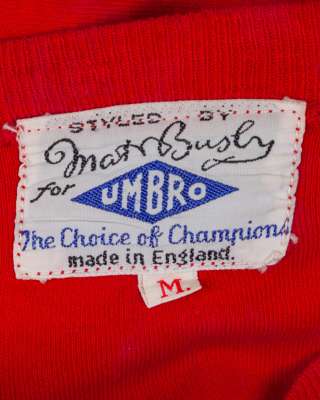 STYLED BY
Matt Busby
for UMBRO
The Choice of Champions
made in England.
M.